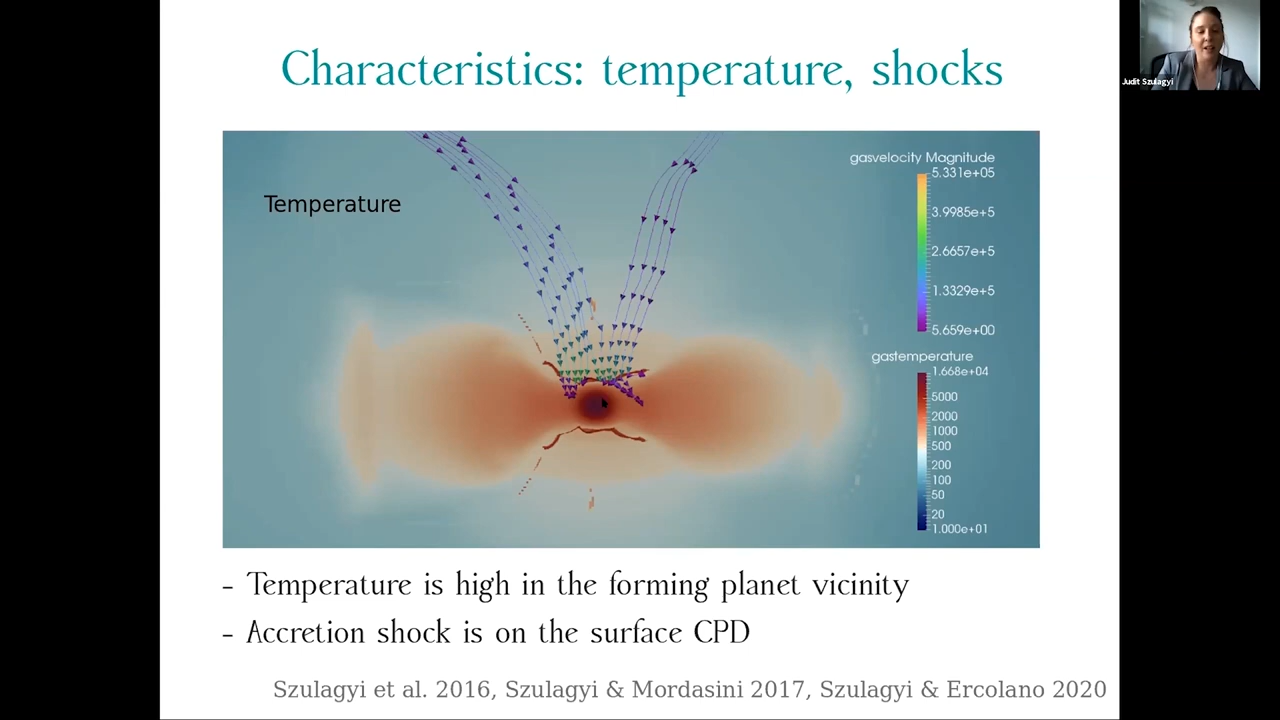 Characteristics: temperature, shocks
Judit Szulagyi
Temperature
gasvelocity Magnitude
5.331e+05
3.9985e+5
2.6657e+5
1.3329e+5
5.659e+00
gastemperature
1.668e+04
5000
2000
1000
500
200
100
50
20
1.000e+01
- Temperature is high in the forming planet vicinity
- Accretion shock is on the surface CPD
Szulagyi et al. 2016, Szulagyi & Mordasini 2017, Szulagyi & Ercolano 2020